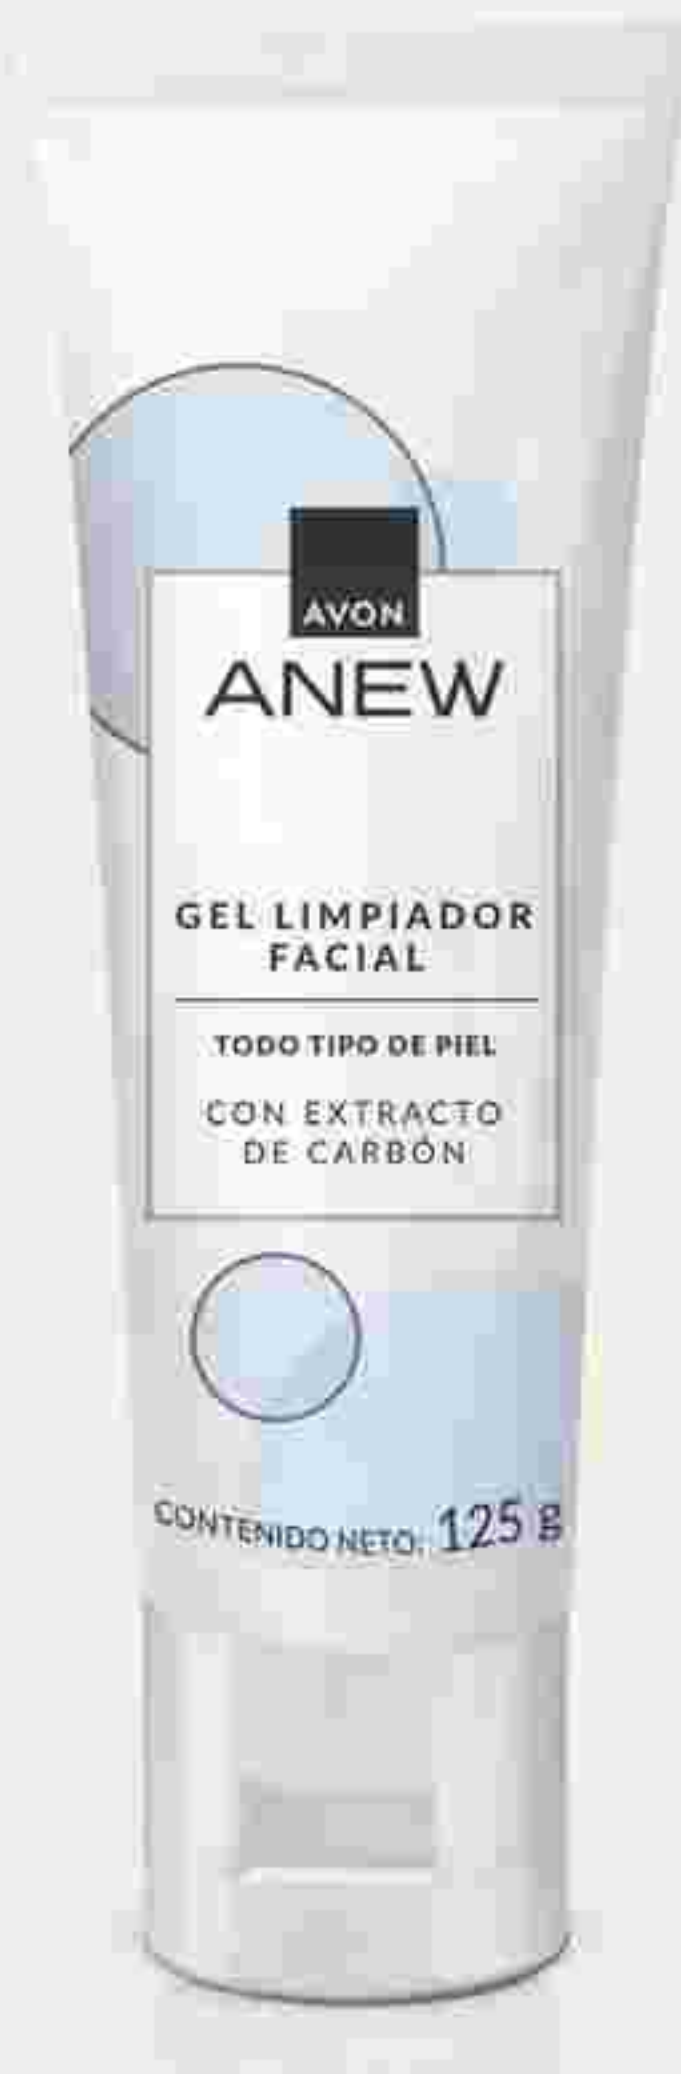 AVON
ANEW
GEL LIMPIADOR
FACIAL
TODO TIPO DE PIEL
CON EXTRACTO
DE CARBÓN
CONTENIDO NETO: 125 g